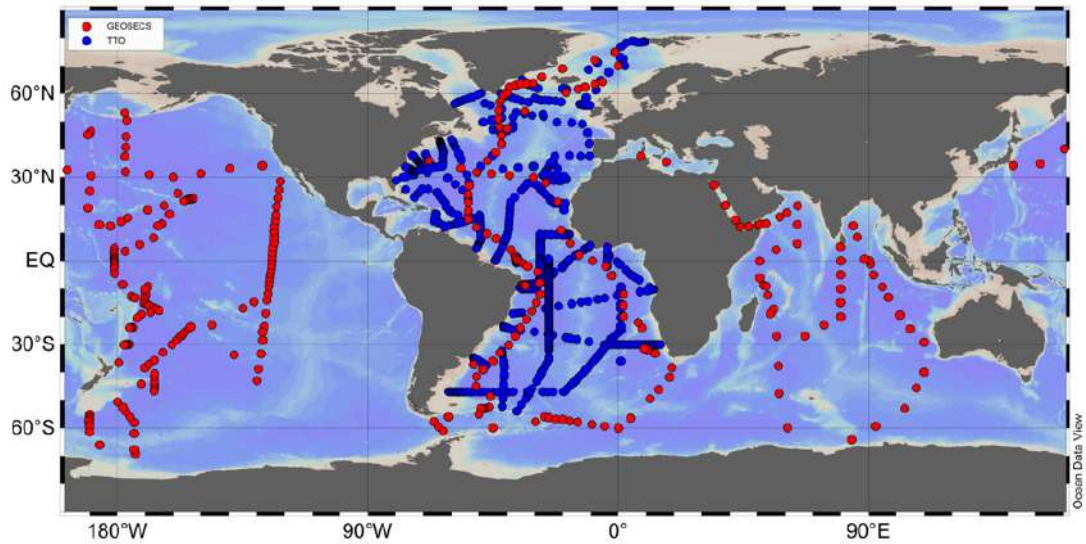 GEOSECS
TTO
60°N
30°N
EQ
30°S
60°S
180°W
90°W
0°
90°E
Ocean Data View